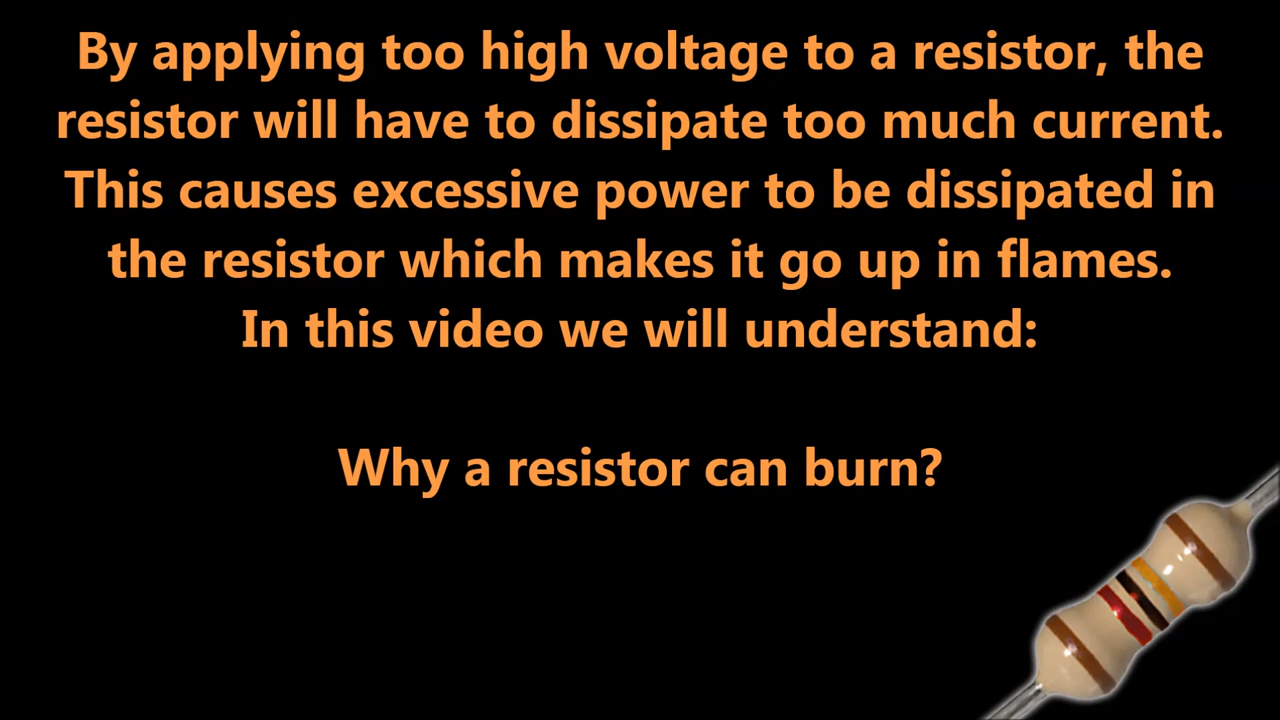 By applying too high voltage to a resistor, the
resistor will have to dissipate too much current.
This causes excessive power to be dissipated in
the resistor which makes it go up in flames.
In this video we will understand:
Why a resistor can burn?